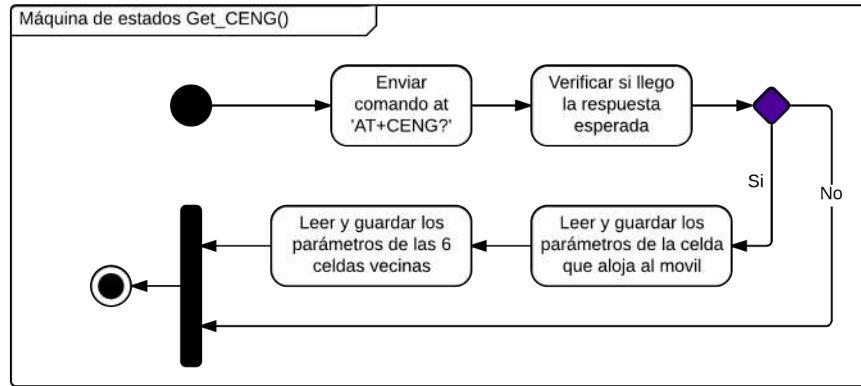 Máquina de estados Get_CENG()
Enviar
comando at
'AT+CENG?'
Verificar si llego
la respuesta
esperada
Si
No
Leer y guardar los
parámetros de las 6
celdas vecinas
Leer y guardar los
parámetros de la celda
que aloja al movil